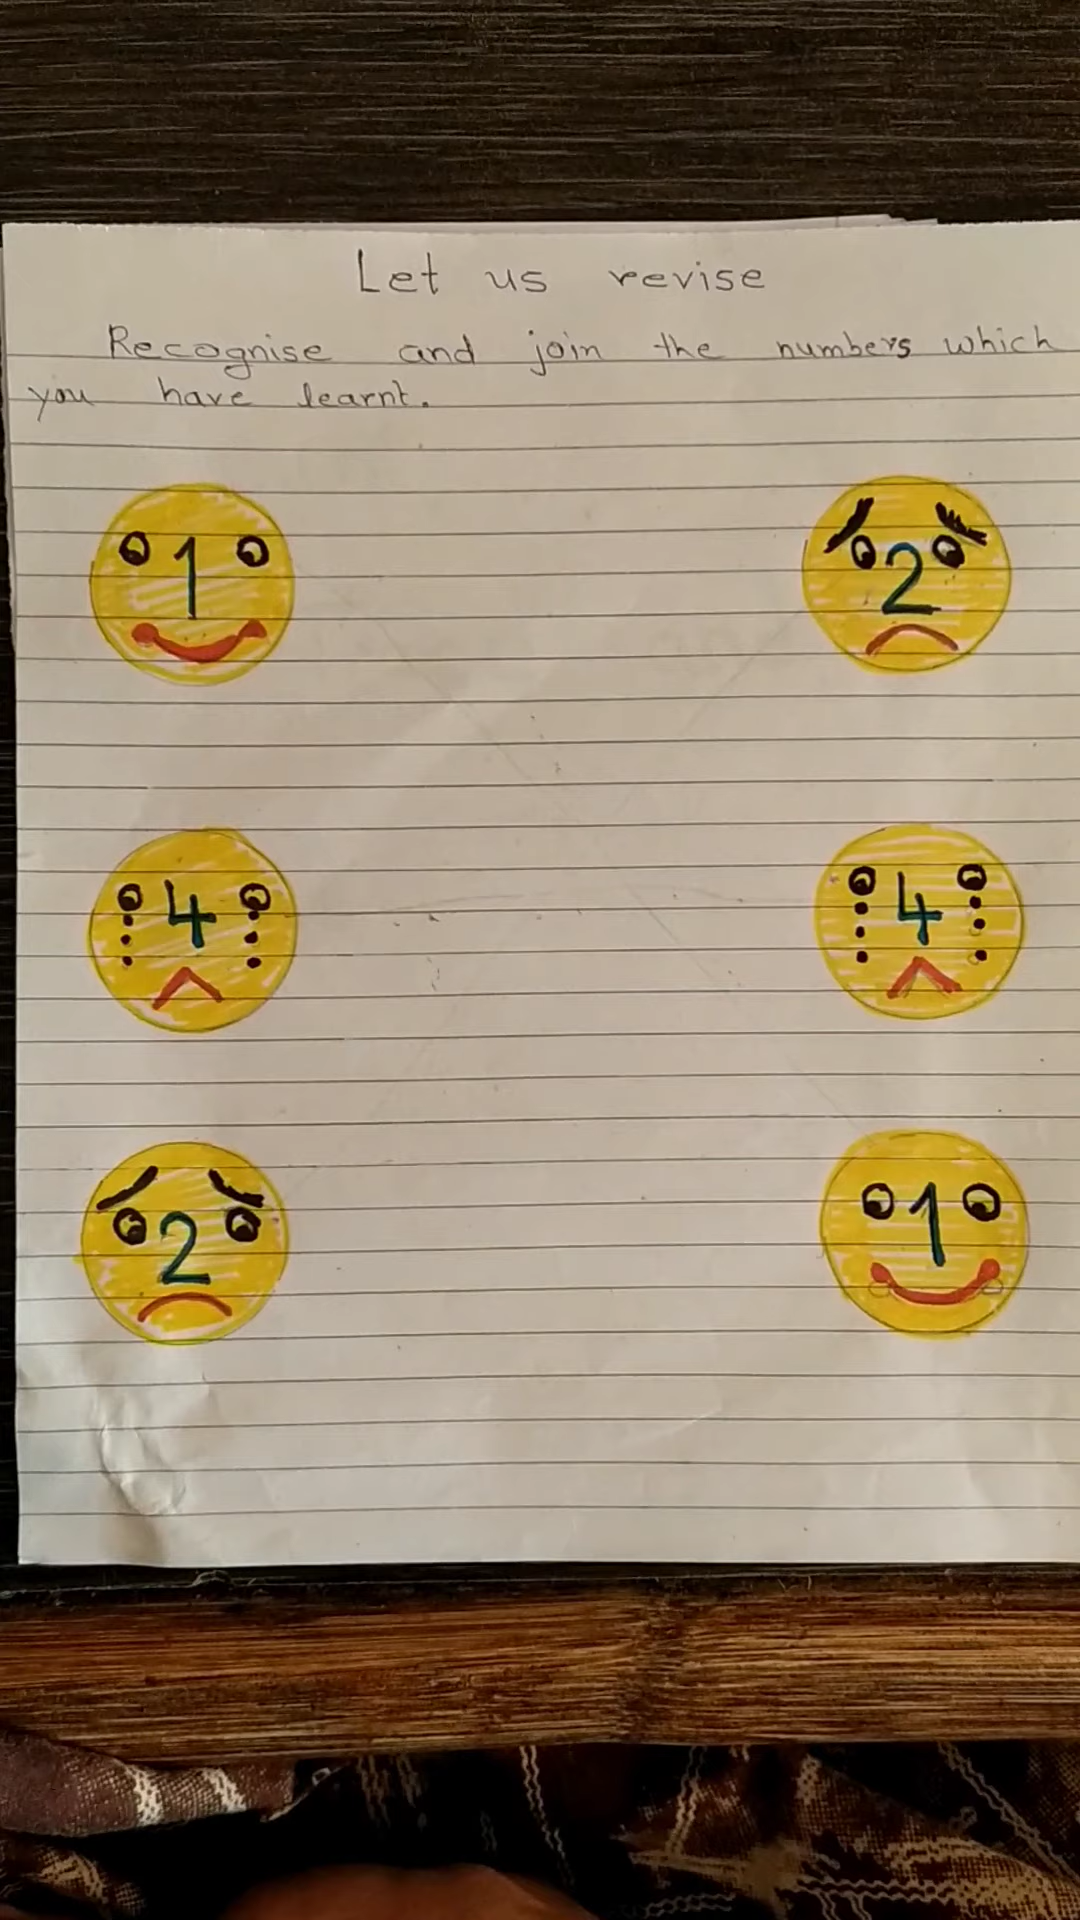 Let us revise
Recognise and join the numbers which
you have learnt.
1 2
4 4
2 1